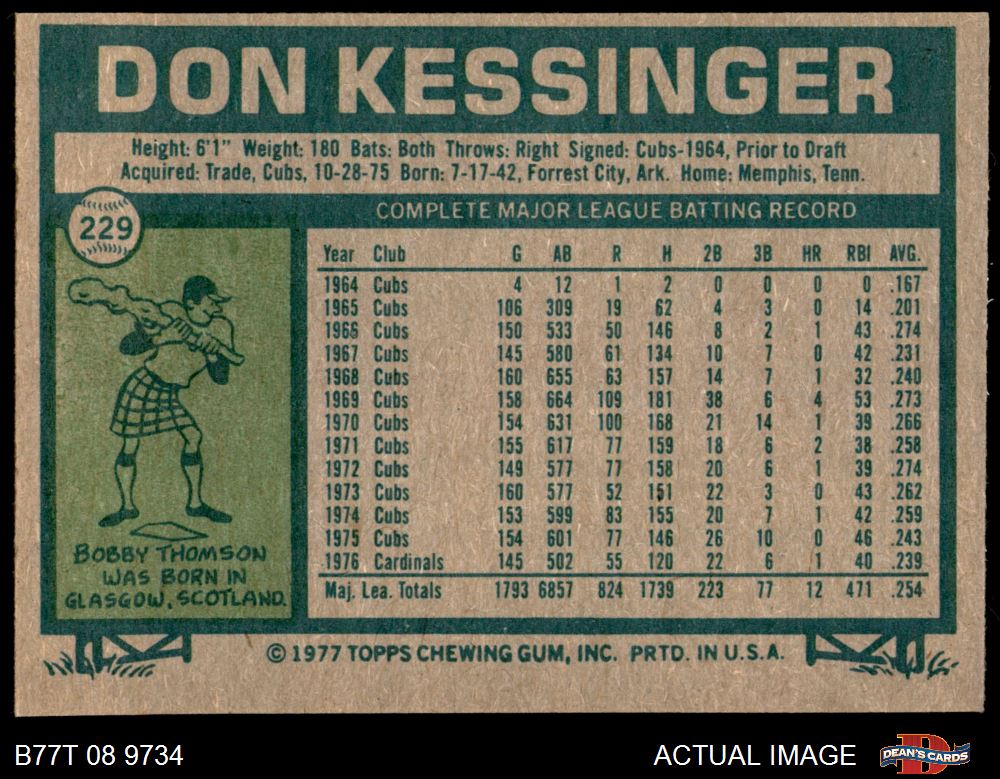 DON KESSINGER
Height: 6'1" Weight: 180 Bats: Both Throws: Right Signed: Cubs-1964, Prior to Draft
Acquired: Trade, Cubs, 10-28-75 Born: 7-17-42, Forrest City, Ark. Home: Memphis, Tenn.
229
COMPLETE MAJOR LEAGUE BATTING RECORD
Year Club G AB R H 2B 3B HR RBI AVG.
1964 Cubs 4 12 1 2 0 0 0 0 .167
1965 Cubs 106 309 19 62 4 3 0 14 .201
1966 Cubs 150 533 50 146 8 2 1 43 .274
1967 Cubs 145 580 61 134 10 7 0 42 .231
1968 Cubs 160 655 63 157 14 7 1 32 .240
1969 Cubs 158 664 109 181 38 6 4 53 .273
1970 Cubs 154 631 100 168 21 14 1 39 .266
1971 Cubs 155 617 77 159 18 6 2 38 .258
1972 Cubs 149 577 77 158 20 6 1 39 .274
1973 Cubs 160 577 52 151 22 3 0 43 .262
1974 Cubs 153 599 83 155 20 7 1 42 .259
1975 Cubs 154 601 77 146 26 10 0 46 .243
1976 Cardinals 145 502 55 120 22 6 1 40 .239
Maj. Lea. Totals 1793 6857 824 1739 223 77 12 471 .254
BOBBY THOMSON
WAS BORN IN
GLASGOW, SCOTLAND.
© 1977 TOPPS CHEWING GUM, INC. PRTD. IN U.S.A.
B77T 08 9734
ACTUAL IMAGE
DEAN'S CARDS